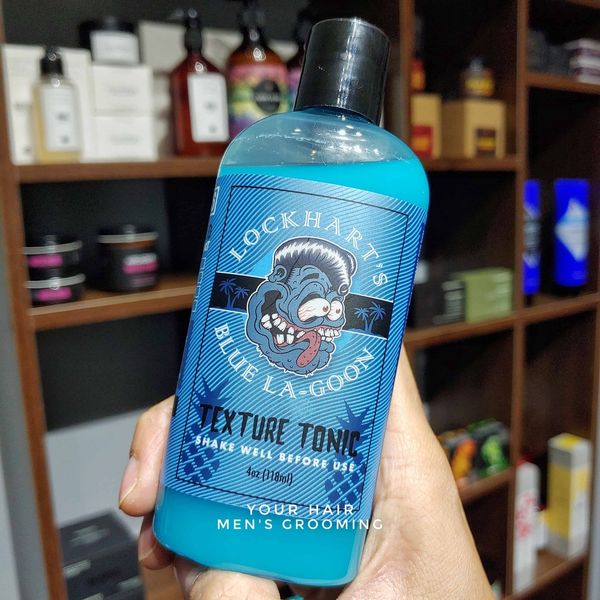 LOCKHART'S
BLUE LA-GOON
TEXTURE TONIC
SHAKE WELL BEFORE USE
4oz (118ml)
YOUR HAIR
MEN'S GROOMING